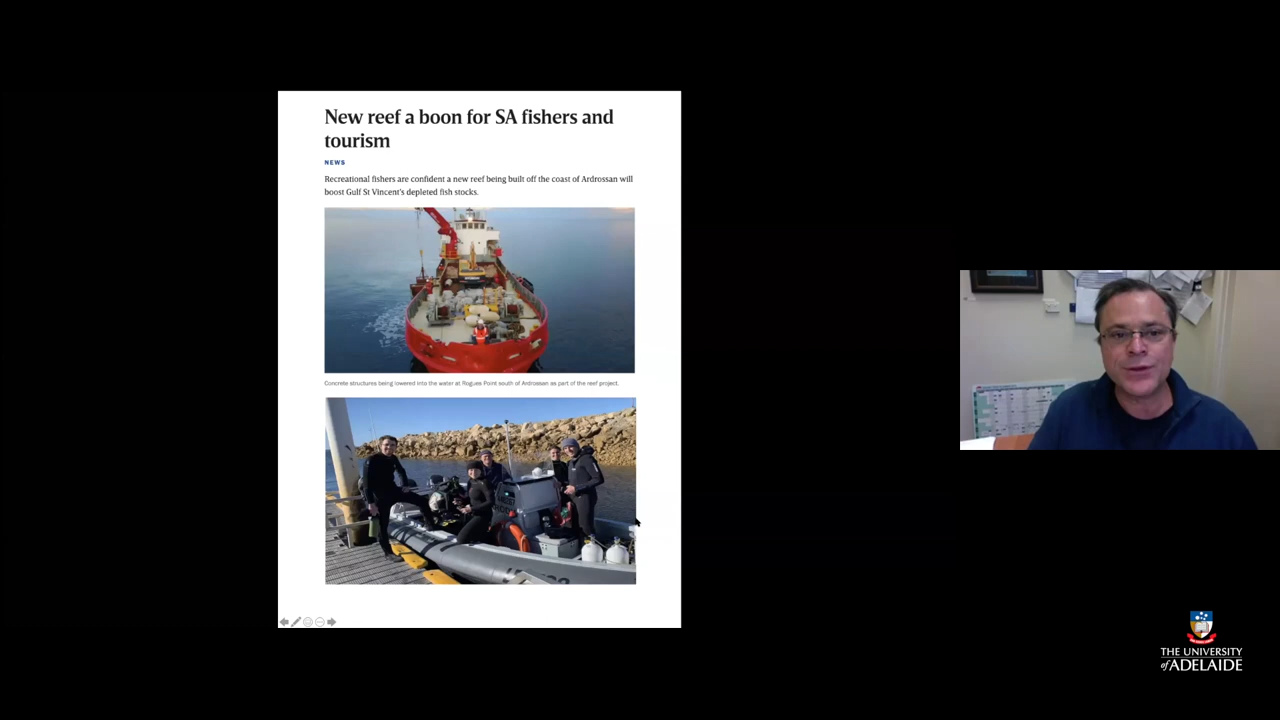 New reef a boon for SA fishers and
tourism
NEWS
Recreational fishers are confident a new reef being built off the coast of Ardrossan will
boost Gulf St Vincent's depleted fish stocks.
Concrete structures being lowered into the water at Rogues Point south of Ardrossan as part of the reef project.
THE UNIVERSITY
of ADELAIDE